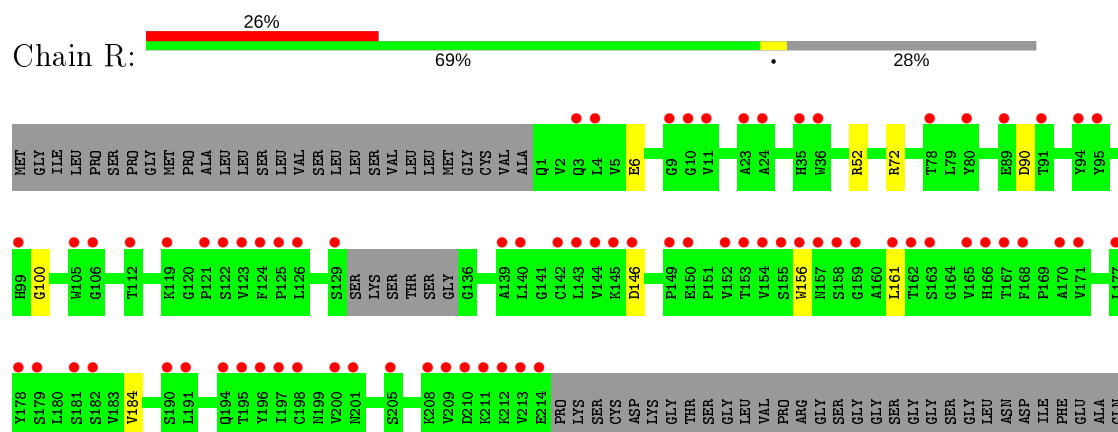 26%
Chain R:
69% • 28%
MET GLY ILE LEU PRO SER PRO GLY MET PRO ALA LEU LEU SER LEU VAL SER LEU LEU SER VAL LEU LEU MET GLY CYS VAL ALA Q1 V2 Q3 L4 V5 E6 G9 G10 V11 A23 A24 H35 W36 R52 R72 T78 L79 Y80 E89 D90 T91 Y94 Y95
H99 G100 W105 G106 T112 K119 G120 P121 S122 V123 F124 P125 L126 S129 SER LYS SER THR SER GLY G136 A139 L140 G141 C142 L143 V144 K145 D146 P149 E150 P151 V152 T153 V154 S155 W156 N157 S158 G159 A160 L161 T162 S163 G164 V165 H166 T167 F168 P169 A170 V171 L177
Y178 S179 L180 S181 S182 V183 V184 S190 L191 Q194 T195 Y196 I197 C198 N199 V200 N201 S205 K208 V209 D210 K211 K212 V213 E214 PRO LYS SER CYS ASP LYS GLY THR SER GLY LEU VAL PRO ARG GLY SER GLY GLY SER GLY GLY SER GLY LEU ASN ASP ILE PHE GLU ALA GLN